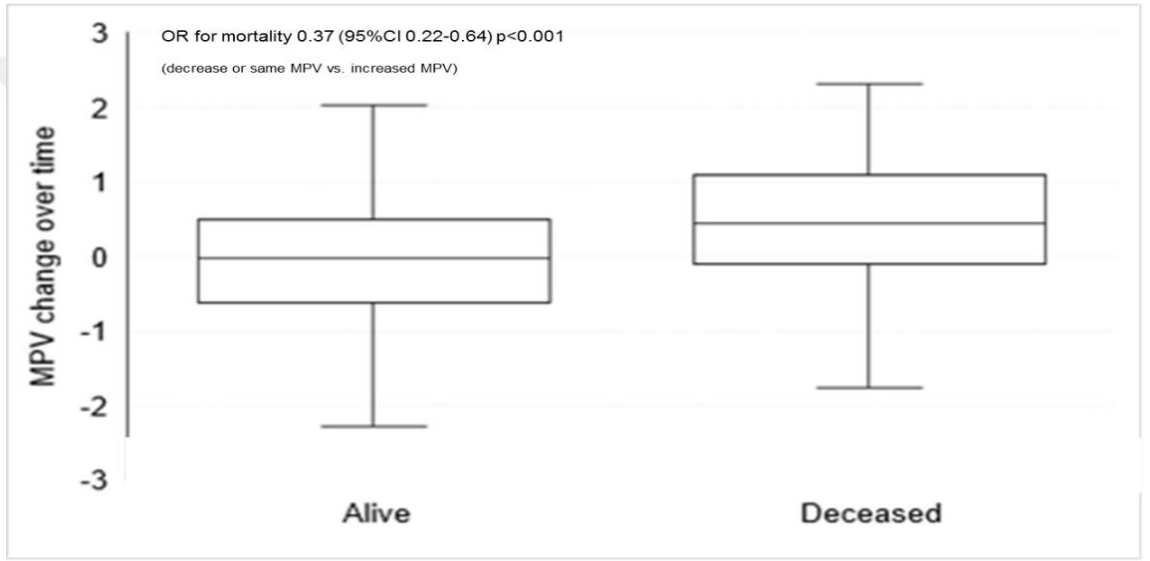 OR for mortality 0.37 (95%CI 0.22-0.64) p<0.001
(decrease or same MPV vs. increased MPV)
MPV change over time
3
2
1
0
-1
-2
-3
Alive
Deceased